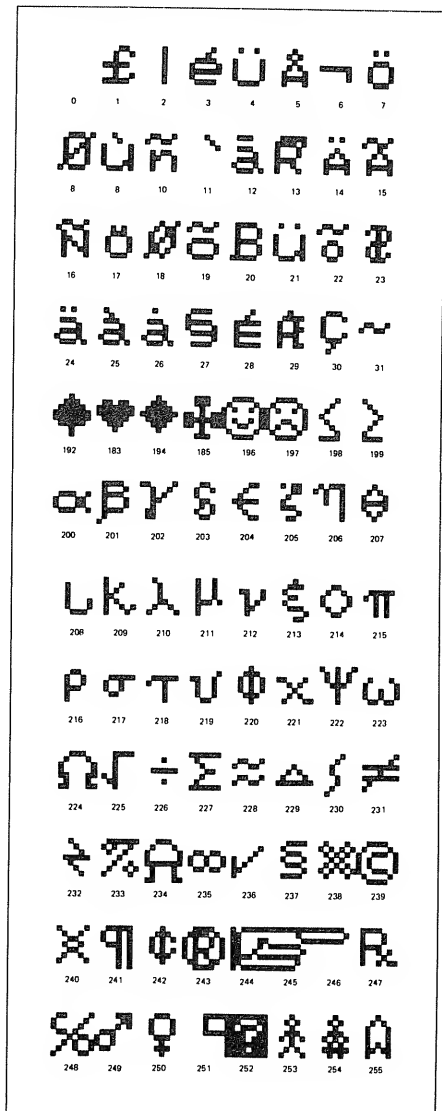 £ | é Ü Å ¬ ö
0 1 2 3 4 5 6 7
Ø ù ñ ` Ä Ã
8 8 10 11 12 13 14 15
Ñ Ø õ ü
16 17 18 19 20 21 22 23
ä à å É Ç ~
24 25 26 27 28 29 30 31
♠ ♥ ♦ ♣
192 183 194 185 196 197 198 199
α β γ δ ε ζ η θ
200 201 202 203 204 205 206 207
ι κ λ μ ν ξ ο π
208 209 210 211 212 213 214 215
ρ σ τ υ Φ χ Ψ ω
216 217 218 219 220 221 222 223
Ω √ ÷ Σ ≈ Δ ∫ ≠
224 225 226 227 228 229 230 231
∞ § ©
232 233 234 235 236 237 238 239
¶ ¢ ® ℞
240 241 242 243 244 245 246 247
♂ ♀ ?
248 249 250 251 252 253 254 255